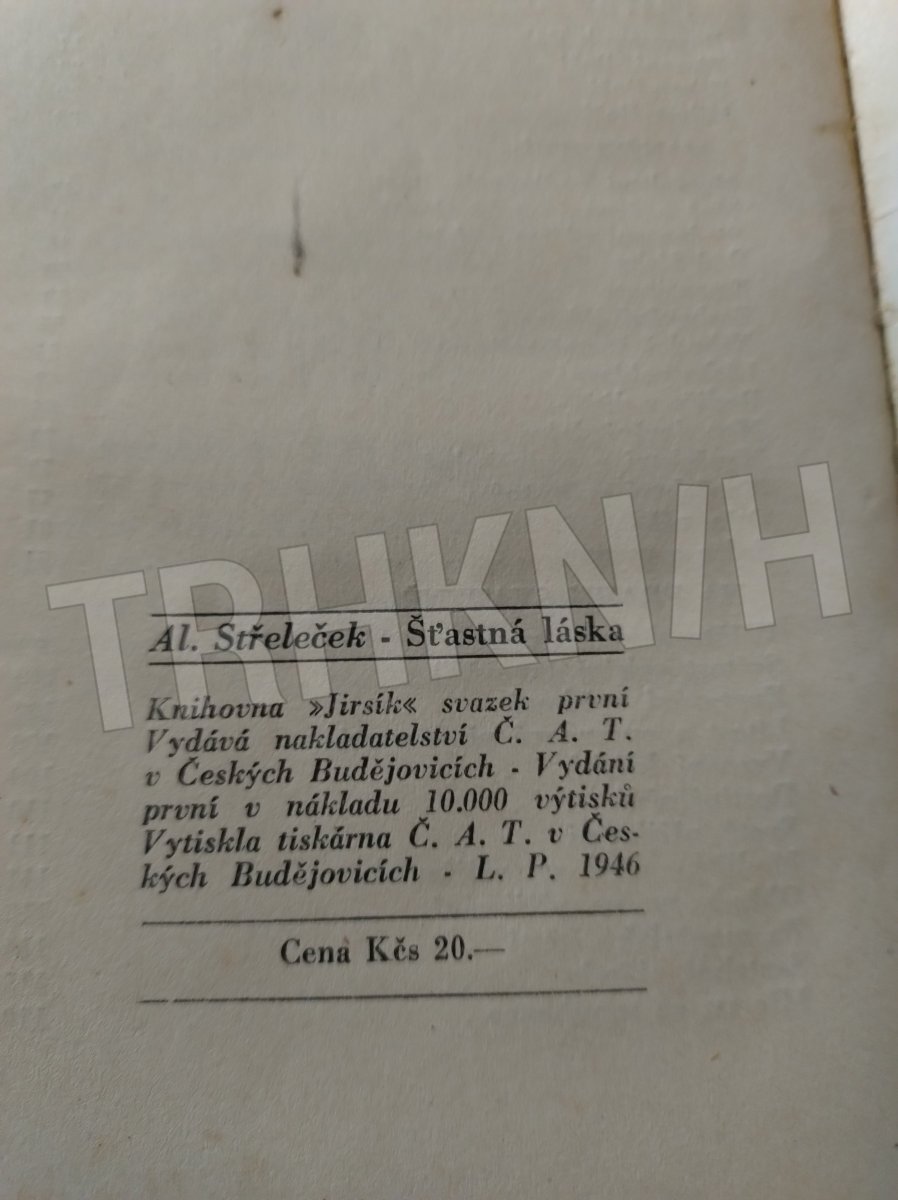 TRHKNIH
Al. Střeleček - Šťastná láska
Knihovna »Jirsík« svazek první
Vydává nakladatelství Č. A. T.
v Českých Budějovicích - Vydání
první v nákladu 10.000 výtisků
Vytiskla tiskárna Č. A. T. v Čes-
kých Budějovicích - L. P. 1946
Cena Kčs 20.—